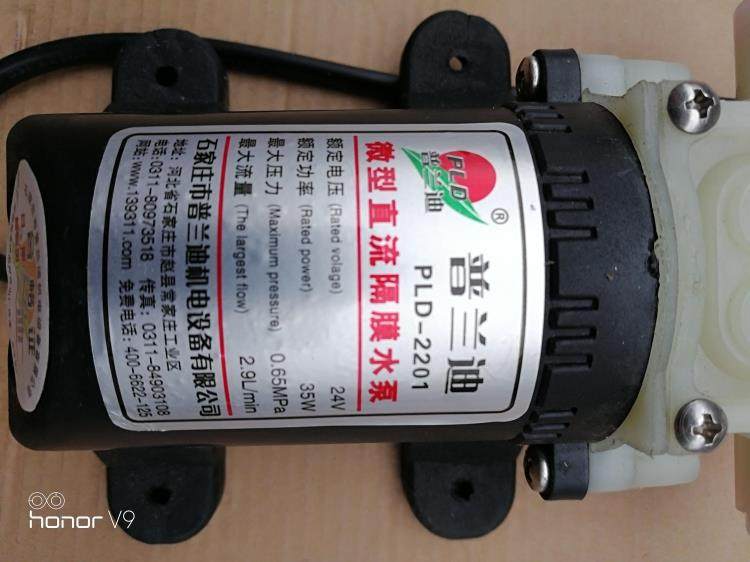 PLD
普兰迪
®
普兰迪
PLD-2201
微型直流隔膜水泵
额定电压 (Rated volage) 24V
额定功率 (Rated power) 35W
最大压力 (Maximum pressure) 0.65MPa
最大流量 (The largest flow) 2.9L/min
石家庄市普兰迪机电设备有限公司
地址：河北省石家庄市赵县常家庄工业区
电话：0311-80973518 传真：0311-84903108
网站：www.139311.com 免费电话：400-6622-125
honor V9